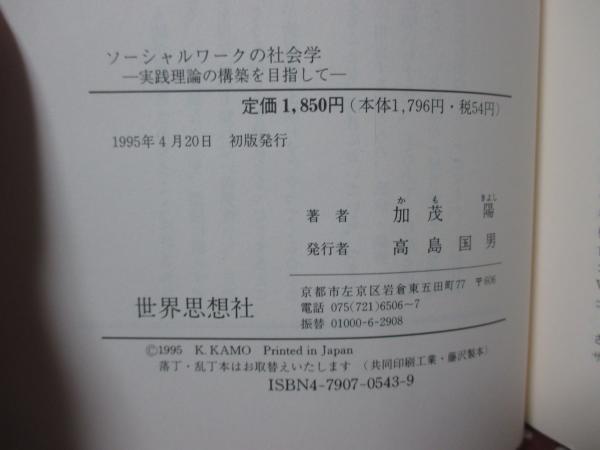 ソーシャルワークの社会学
―実践理論の構築を目指して―
定価1,850円（本体1,796円・税54円）
1995年4月20日　初版発行
か　も　きよし
著者　加茂　陽
発行者　高島国男
京都市左京区岩倉東五田町77　〒606
世界思想社
電話　075(721)6506～7
振替　01000-6-2908
©1995　K. KAMO　Printed in Japan
落丁・乱丁本はお取替えいたします　（共同印刷工業・藤沢製本）
ISBN4-7907-0543-9